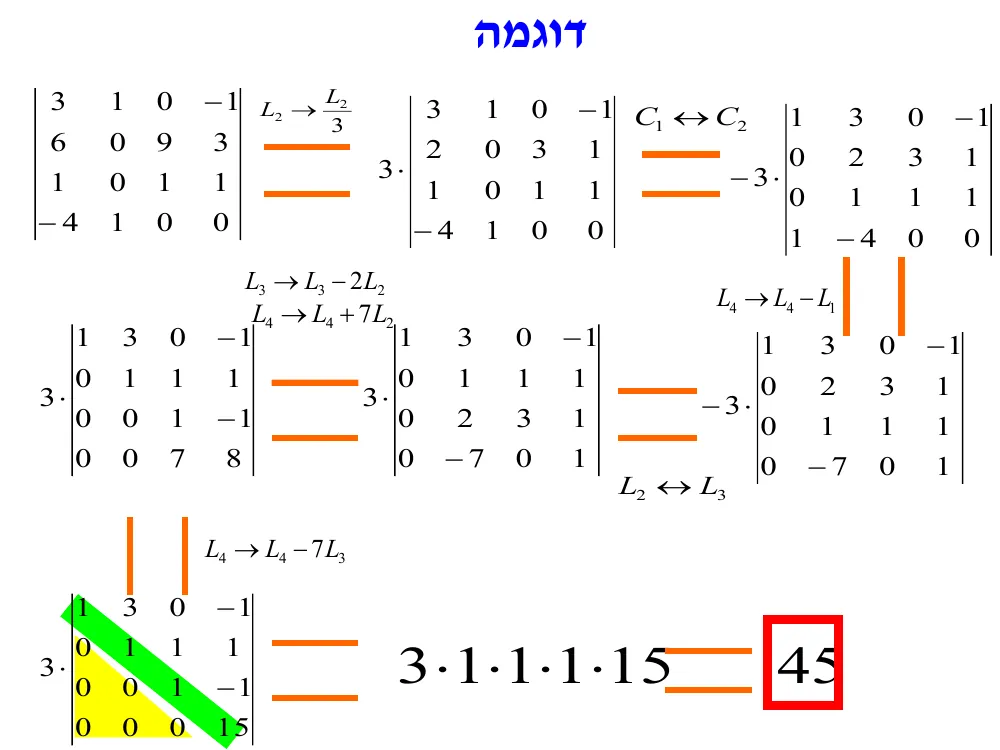 דוגמה
| 3 1 0 −1 |
| 6 0 9 3 |
| 1 0 1 1 |
| −4 1 0 0 |
L₂ → L₂/3
3· | 3 1 0 −1 |
| 2 0 3 1 |
| 1 0 1 1 |
| −4 1 0 0 |
C₁ ↔ C₂
−3· | 1 3 0 −1 |
| 0 2 3 1 |
| 0 1 1 1 |
| 1 −4 0 0 |
L₄ → L₄ − L₁
−3· | 1 3 0 −1 |
| 0 2 3 1 |
| 0 1 1 1 |
| 0 −7 0 1 |
L₂ ↔ L₃
3· | 1 3 0 −1 |
| 0 1 1 1 |
| 0 2 3 1 |
| 0 −7 0 1 |
L₃ → L₃ − 2L₂
L₄ → L₄ + 7L₂
3· | 1 3 0 −1 |
| 0 1 1 1 |
| 0 0 1 −1 |
| 0 0 7 8 |
L₄ → L₄ − 7L₃
3· | 1 3 0 −1 |
| 0 1 1 1 |
| 0 0 1 −1 |
| 0 0 0 15 |
3·1·1·1·15 = 45